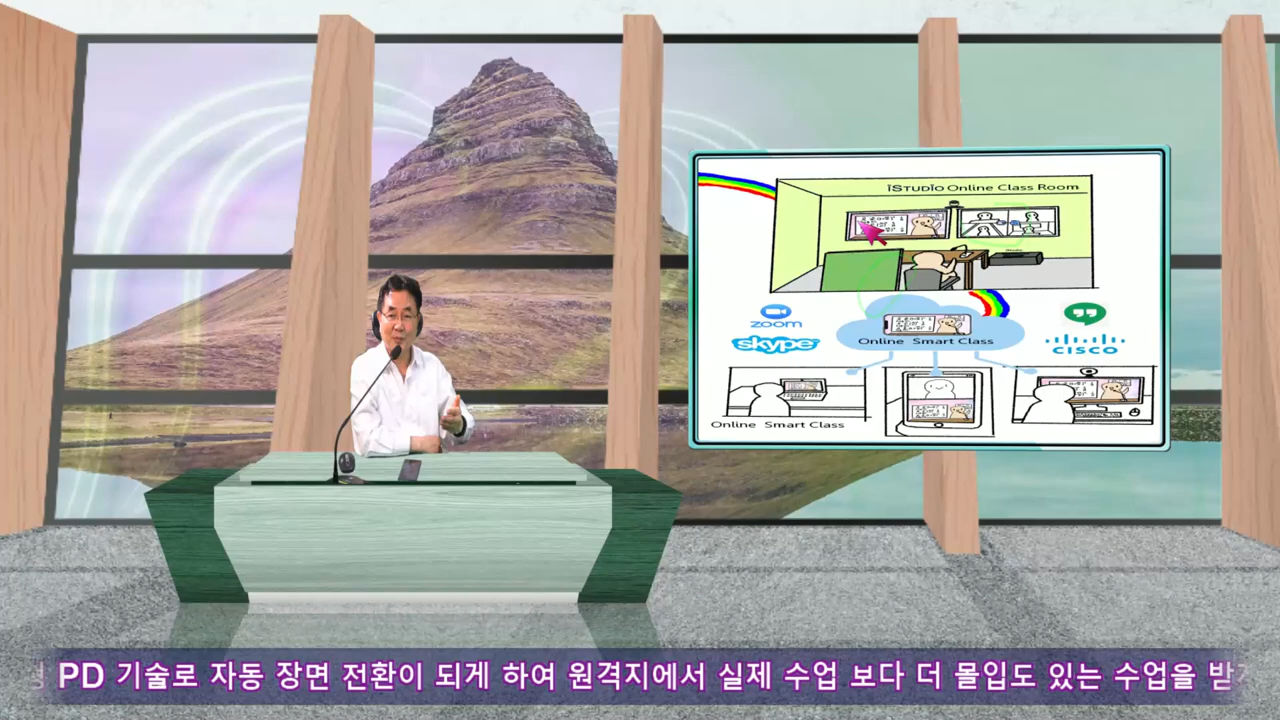 iSTUDiO Online Class Room
zoom
skype
Online Smart Class
CISCO
Online Smart Class
PD 기술로 자동 장면 전환이 되게 하여 원격지에서 실제 수업 보다 더 몰입도 있는 수업을 받